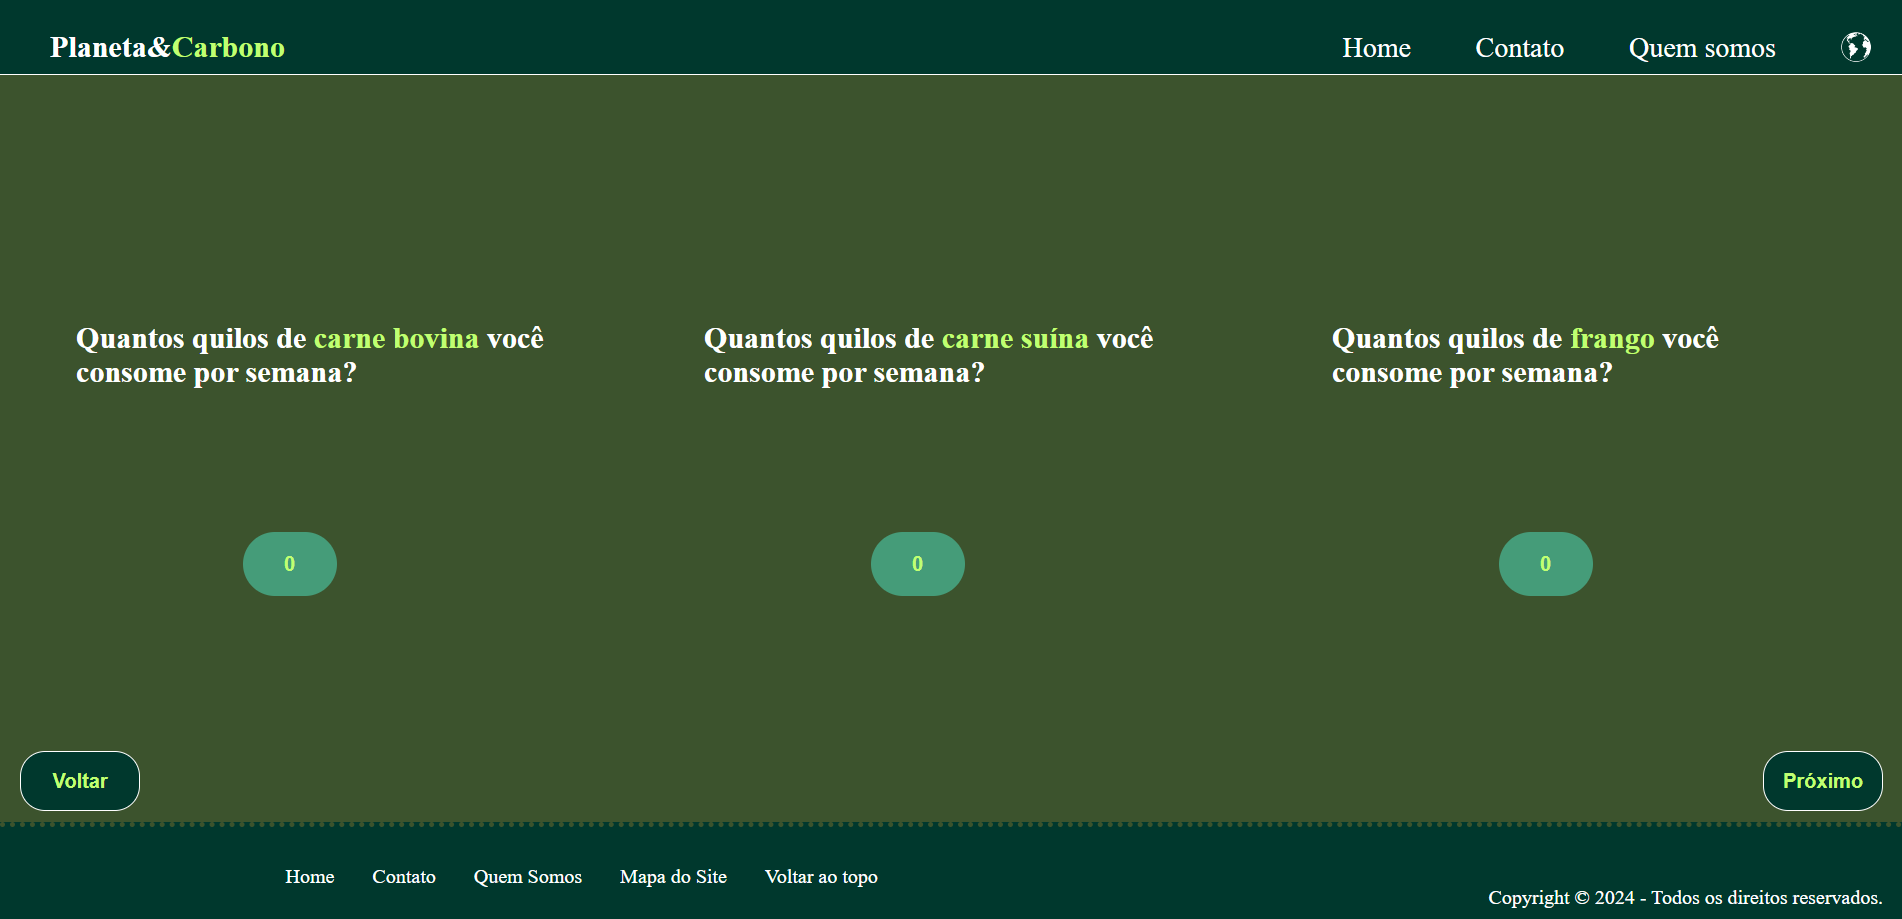 Planeta&Carbono
Home
Contato
Quem somos
Quantos quilos de carne bovina você
consome por semana?
0
Quantos quilos de carne suína você
consome por semana?
0
Quantos quilos de frango você
consome por semana?
0
Voltar
Próximo
Home
Contato
Quem Somos
Mapa do Site
Voltar ao topo
Copyright © 2024 - Todos os direitos reservados.